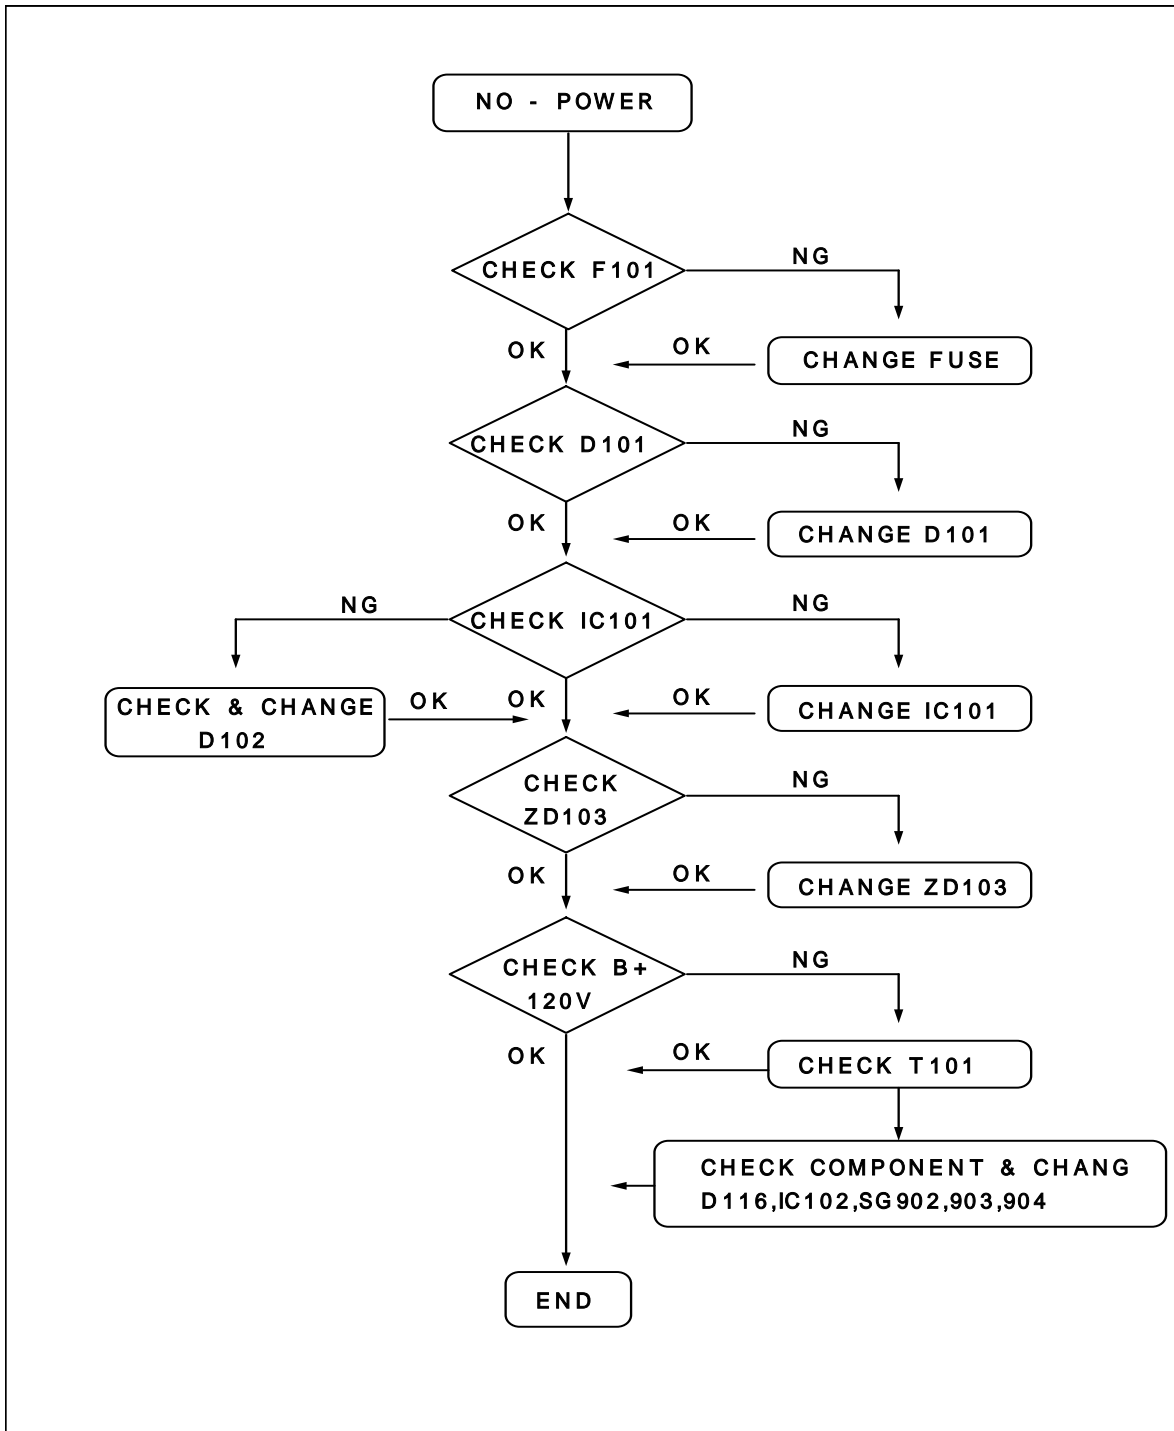 NO - POWER
NG
CHECK F101
OK
OK
CHANGE FUSE
NG
CHECK D101
OK
OK
CHANGE D101
NG
NG
CHECK IC101
OK
OK
OK
CHECK & CHANGE
D102
CHANGE IC101
NG
CHECK
ZD103
OK
OK
CHANGE ZD103
NG
CHECK B+
120V
OK
OK
CHECK T101
CHECK COMPONENT & CHANG
D116,IC102,SG902,903,904
END